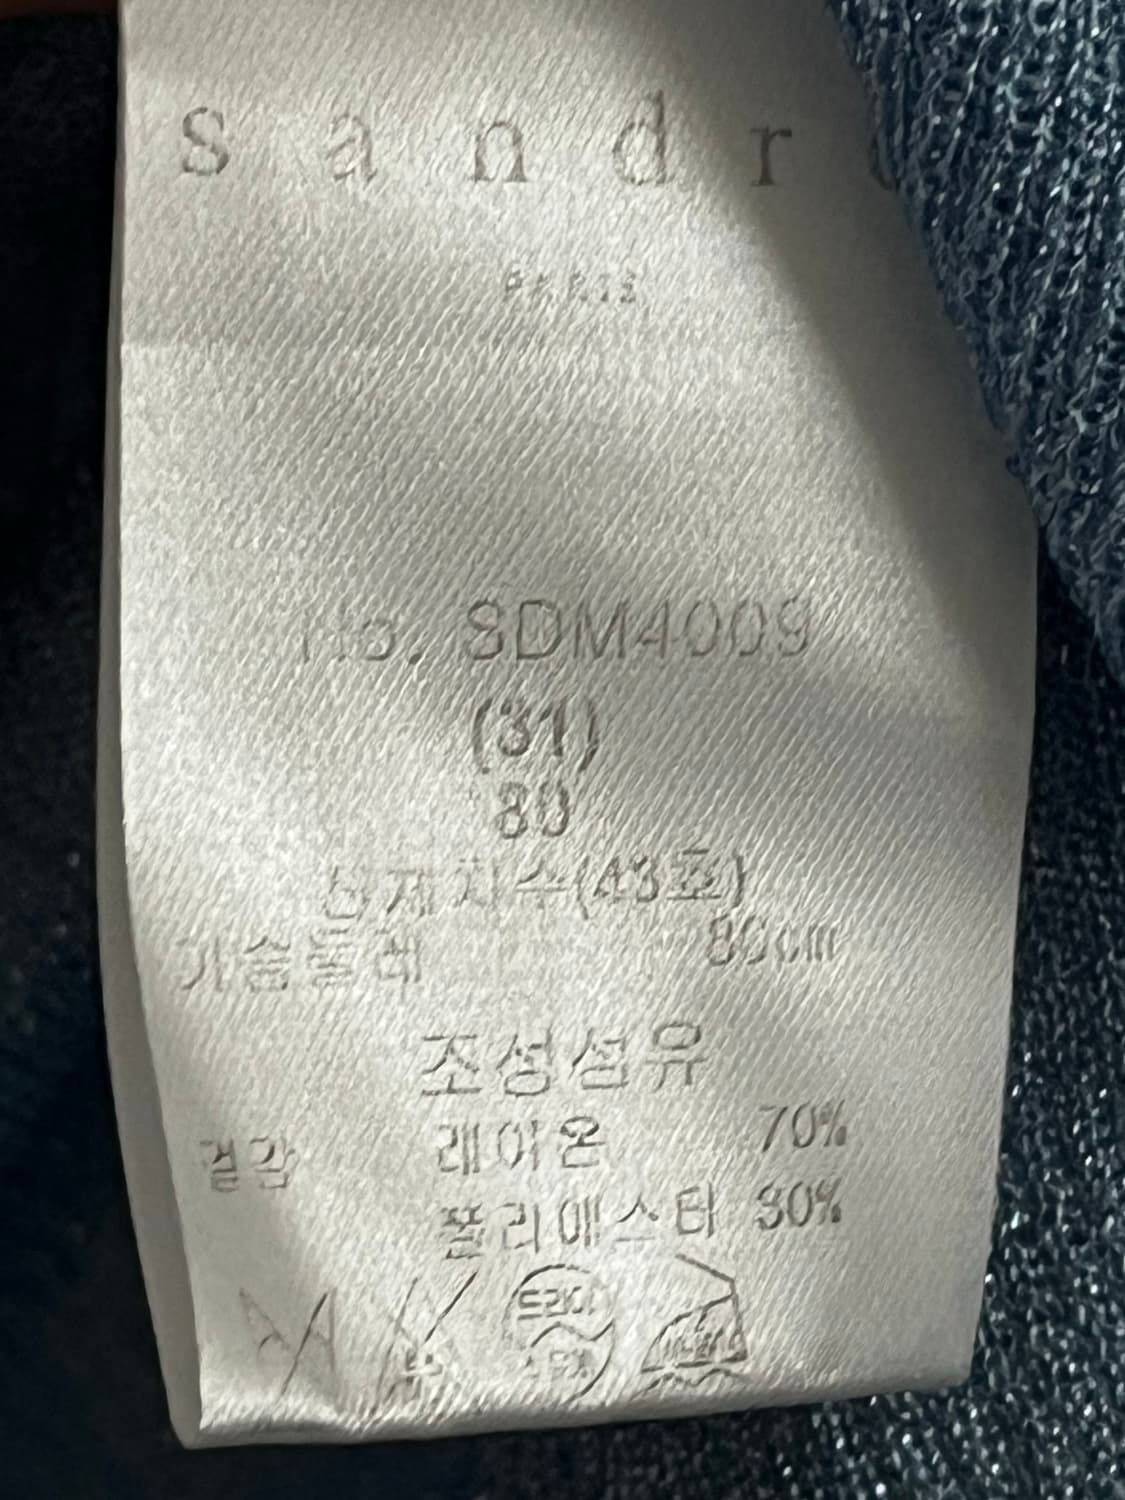 sandro
PARIS
No. SDM4009
(31)
80
신체치수(43호)
가슴둘레 80cm
조성섬유
겉감 레이온 70%
폴리에스터 30%